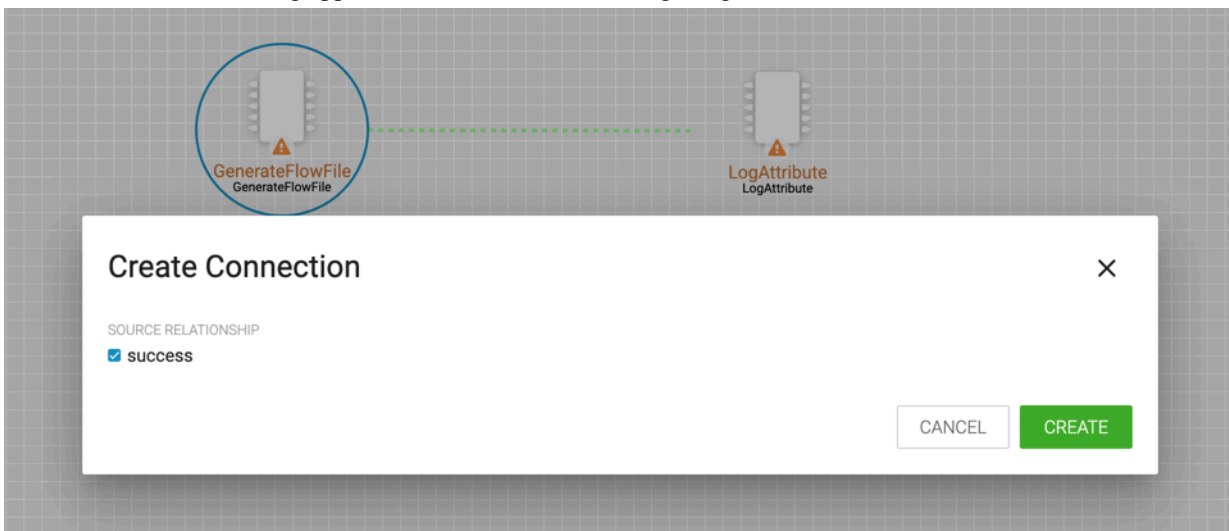 GenerateFlowFile
GenerateFlowFile
LogAttribute
LogAttribute
Create Connection
SOURCE RELATIONSHIP
success
CANCEL
CREATE